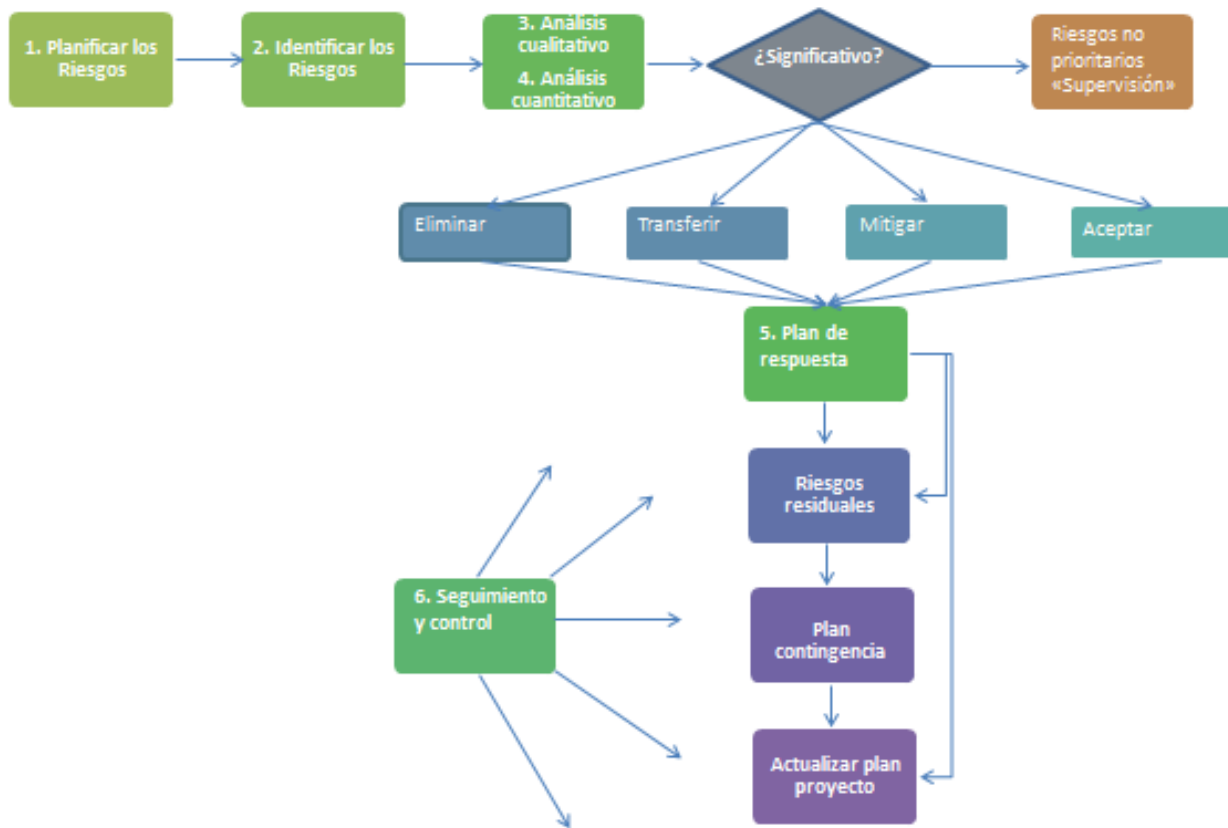 1. Planificar los
Riesgos
2. Identificar los
Riesgos
3. Análisis
cualitativo
4. Análisis
cuantitativo
¿Significativo?
Riesgos no
prioritarios
«Supervisión»
Eliminar
Transferir
Mitigar
Aceptar
5. Plan de
respuesta
Riesgos
residuales
6. Seguimiento
y control
Plan
contingencia
Actualizar plan
proyecto